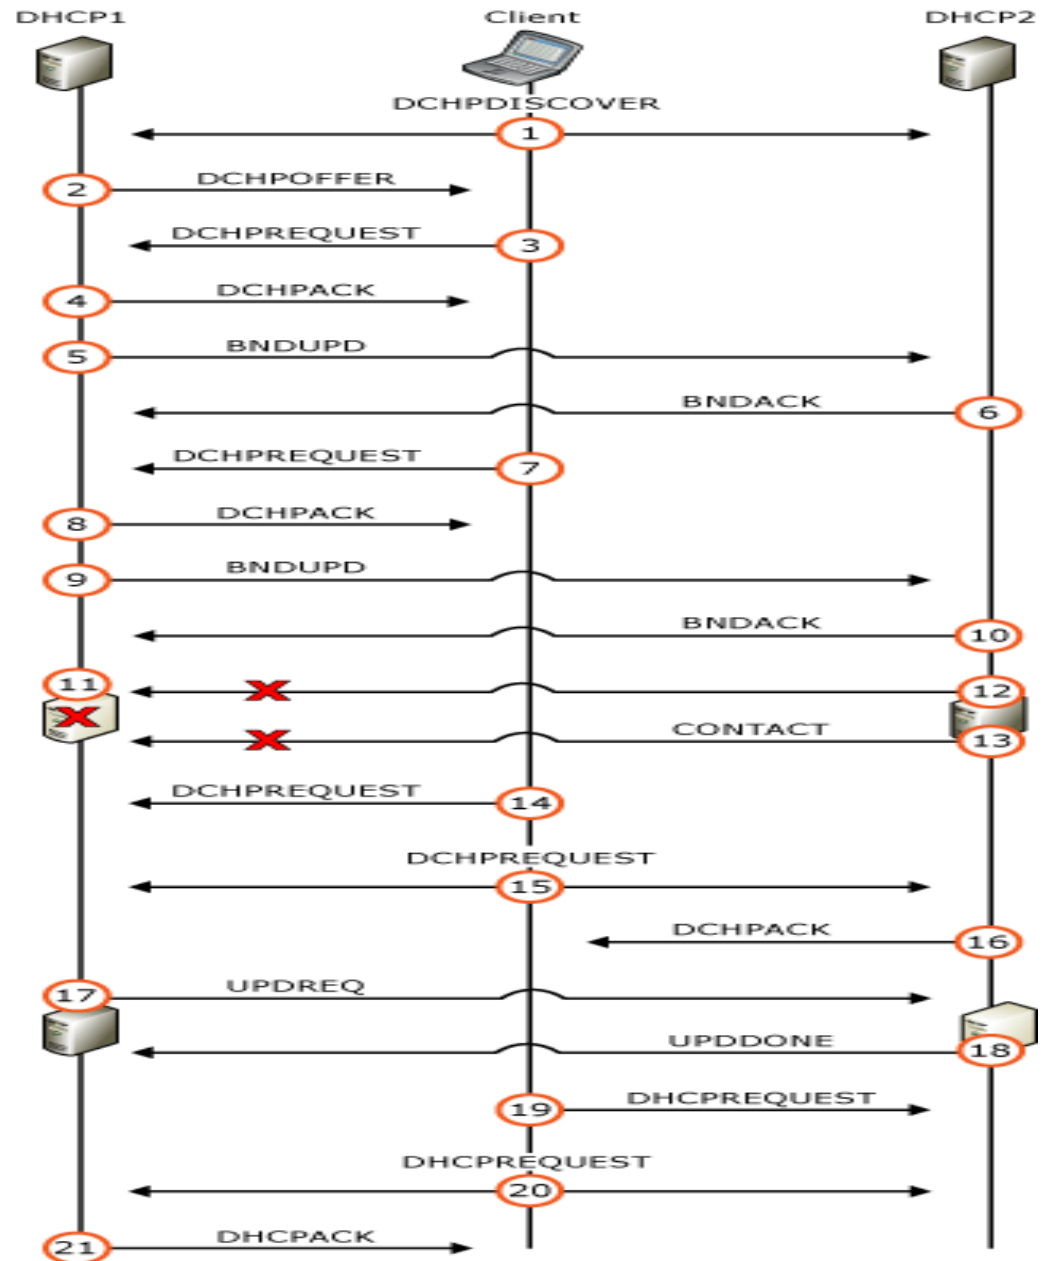 DHCP1 Client DHCP2
DCHPDISCOVER
1
2 DCHPOFFER
DCHPREQUEST 3
4 DCHPACK
5 BNDUPD
BNDACK 6
DCHPREQUEST 7
8 DCHPACK
9 BNDUPD
BNDACK 10
11 12
CONTACT 13
DCHPREQUEST 14
DCHPREQUEST
15
DCHPACK 16
17 UPDREQ
UPDDONE 18
19 DHCPREQUEST
DHCPREQUEST
20
21 DHCPACK